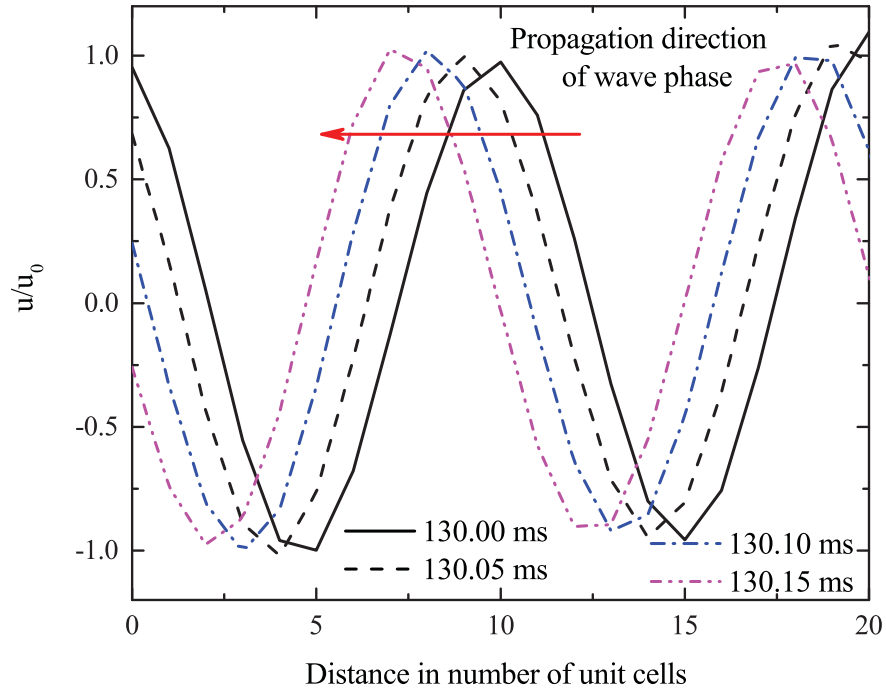 Propagation direction
of wave phase
1.0
0.5
0.0
-0.5
-1.0
u/u0
130.00 ms
130.05 ms
130.10 ms
130.15 ms
0 5 10 15 20
Distance in number of unit cells